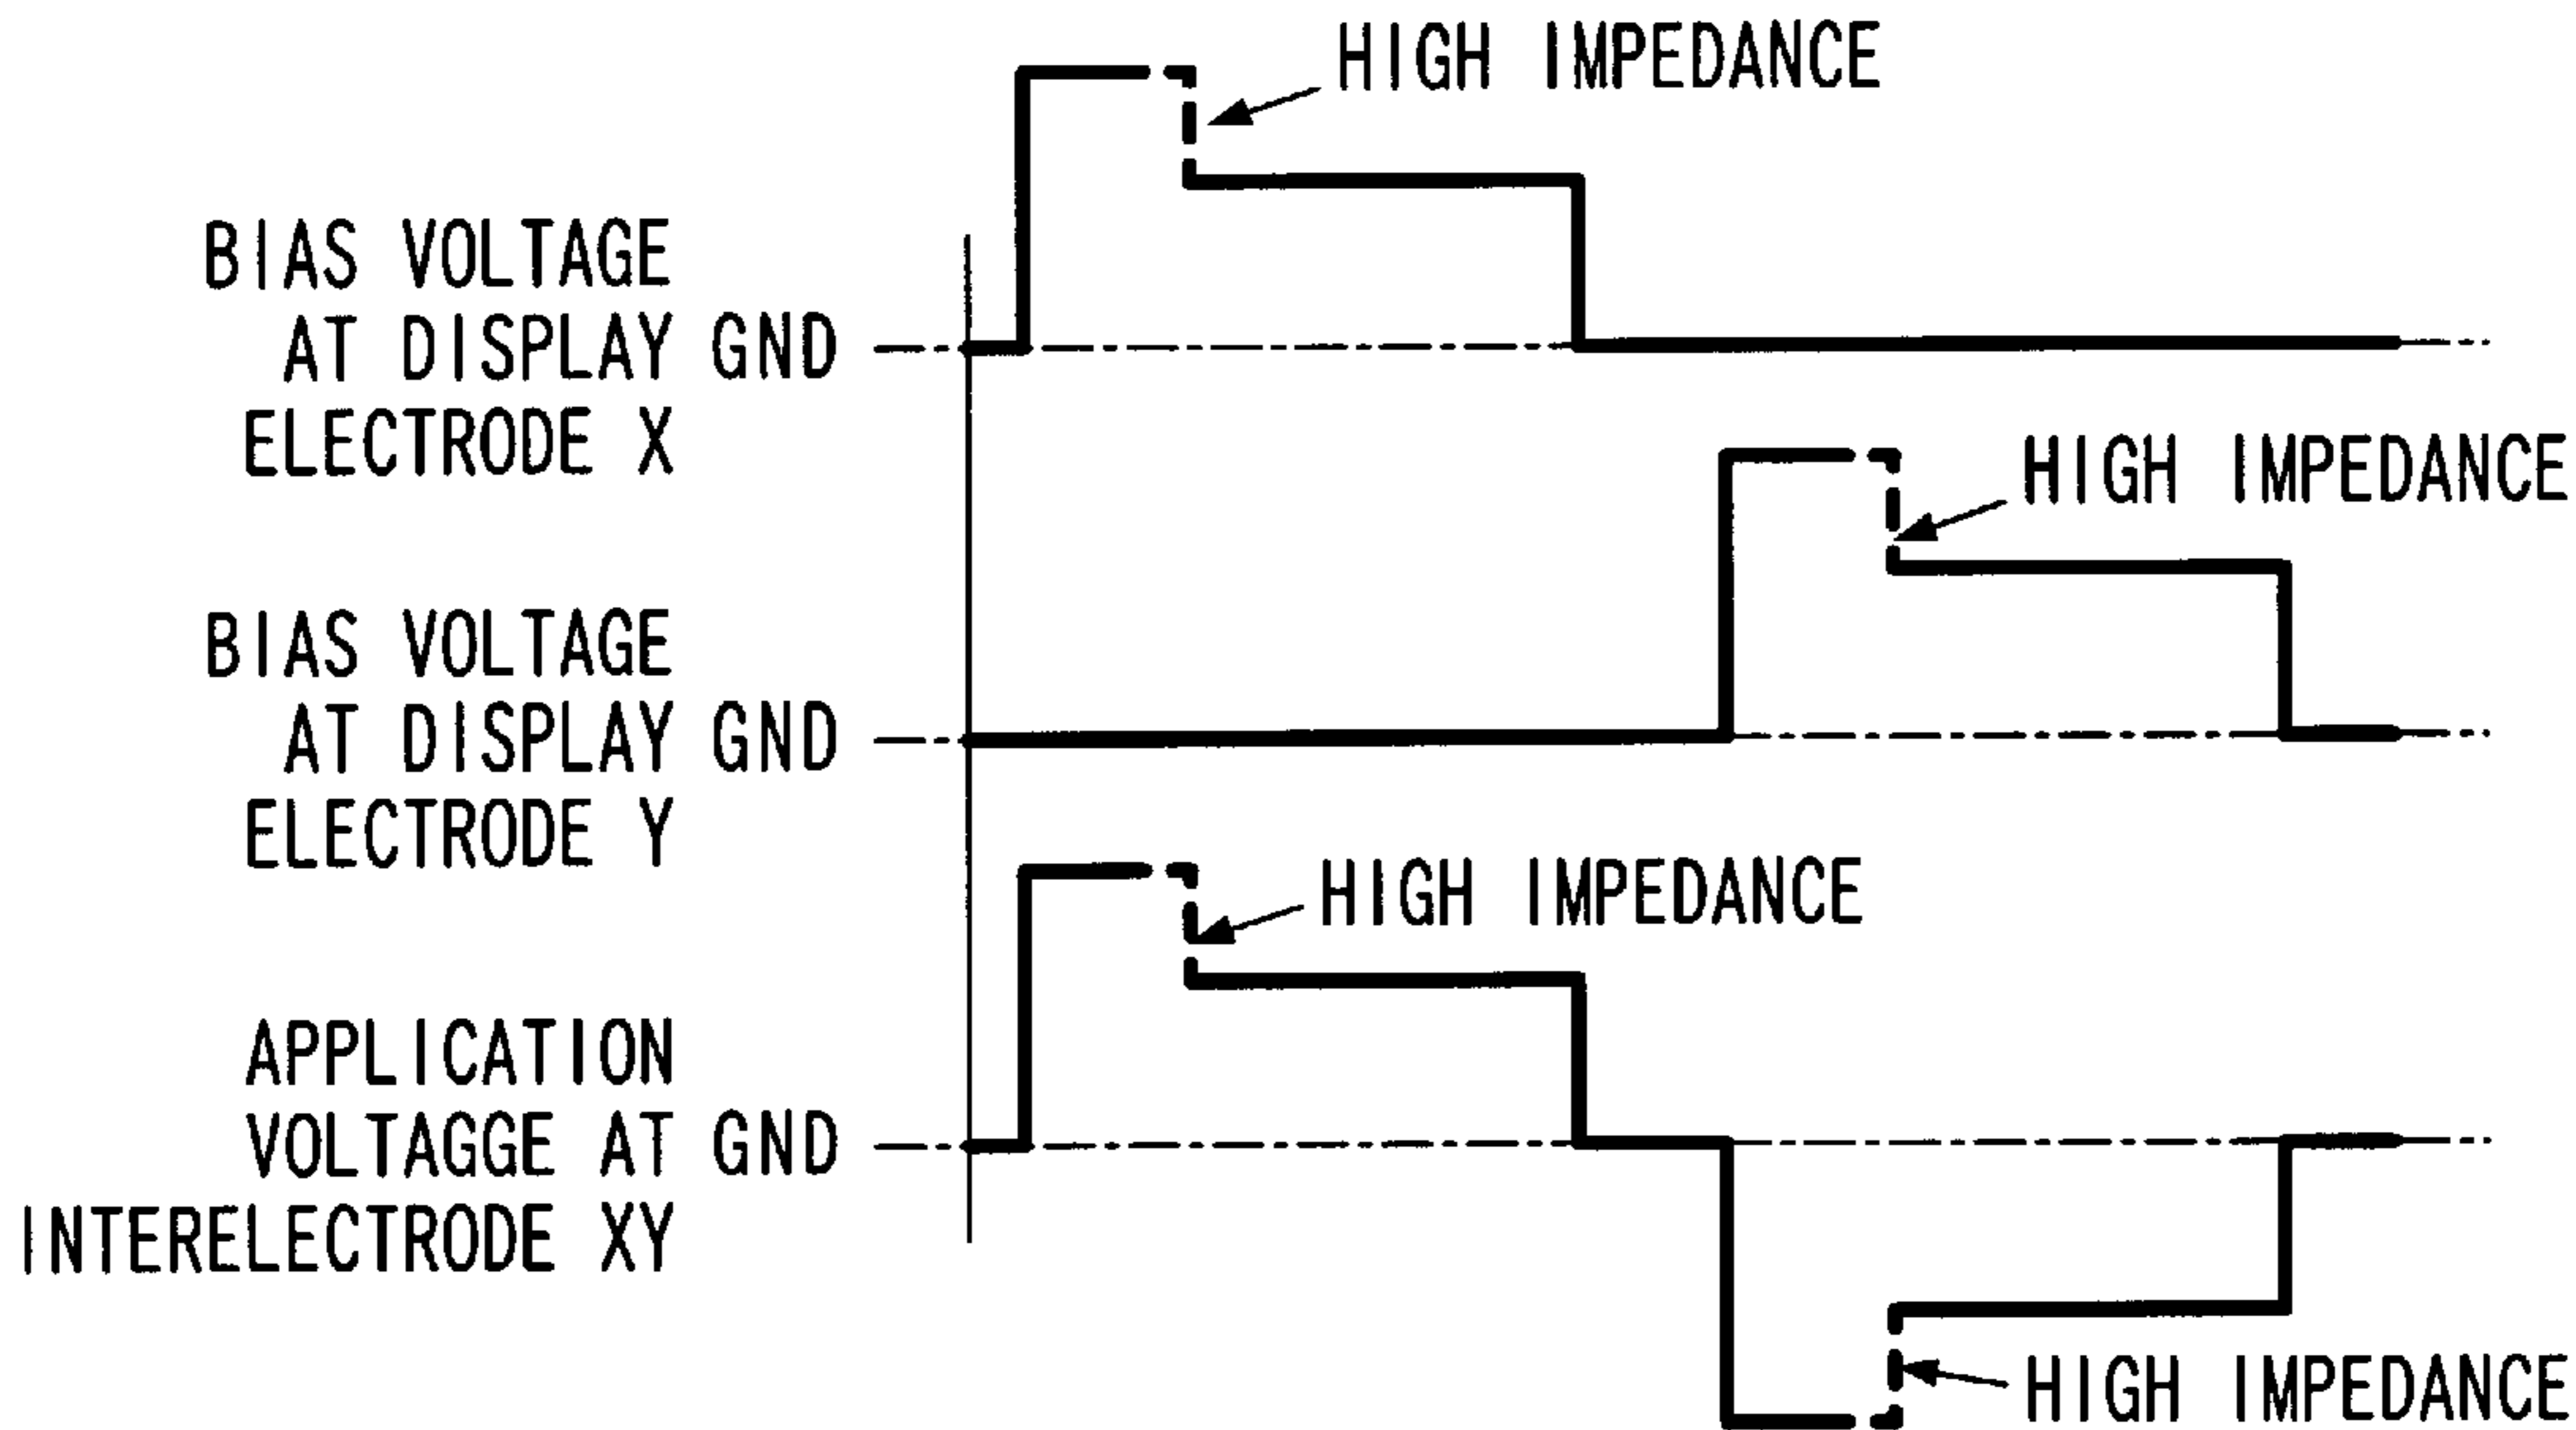 HIGH IMPEDANCE
BIAS VOLTAGE
AT DISPLAY GND
ELECTRODE X
HIGH IMPEDANCE
BIAS VOLTAGE
AT DISPLAY GND
ELECTRODE Y
HIGH IMPEDANCE
APPLICATION
VOLTAGGE AT GND
INTERELECTRODE XY
HIGH IMPEDANCE